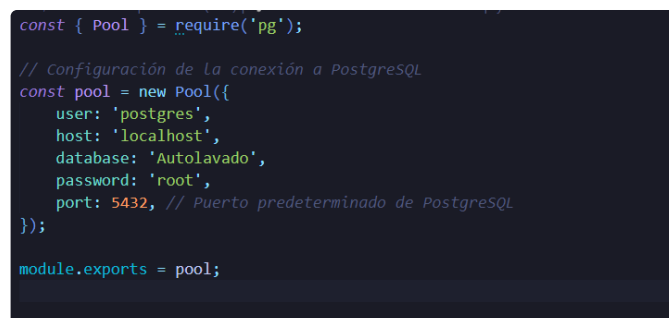 const { Pool } = require('pg');
// Configuración de la conexión a PostgreSQL
const pool = new Pool({
    user: 'postgres',
    host: 'localhost',
    database: 'Autolavado',
    password: 'root',
    port: 5432, // Puerto predeterminado de PostgreSQL
});
module.exports = pool;